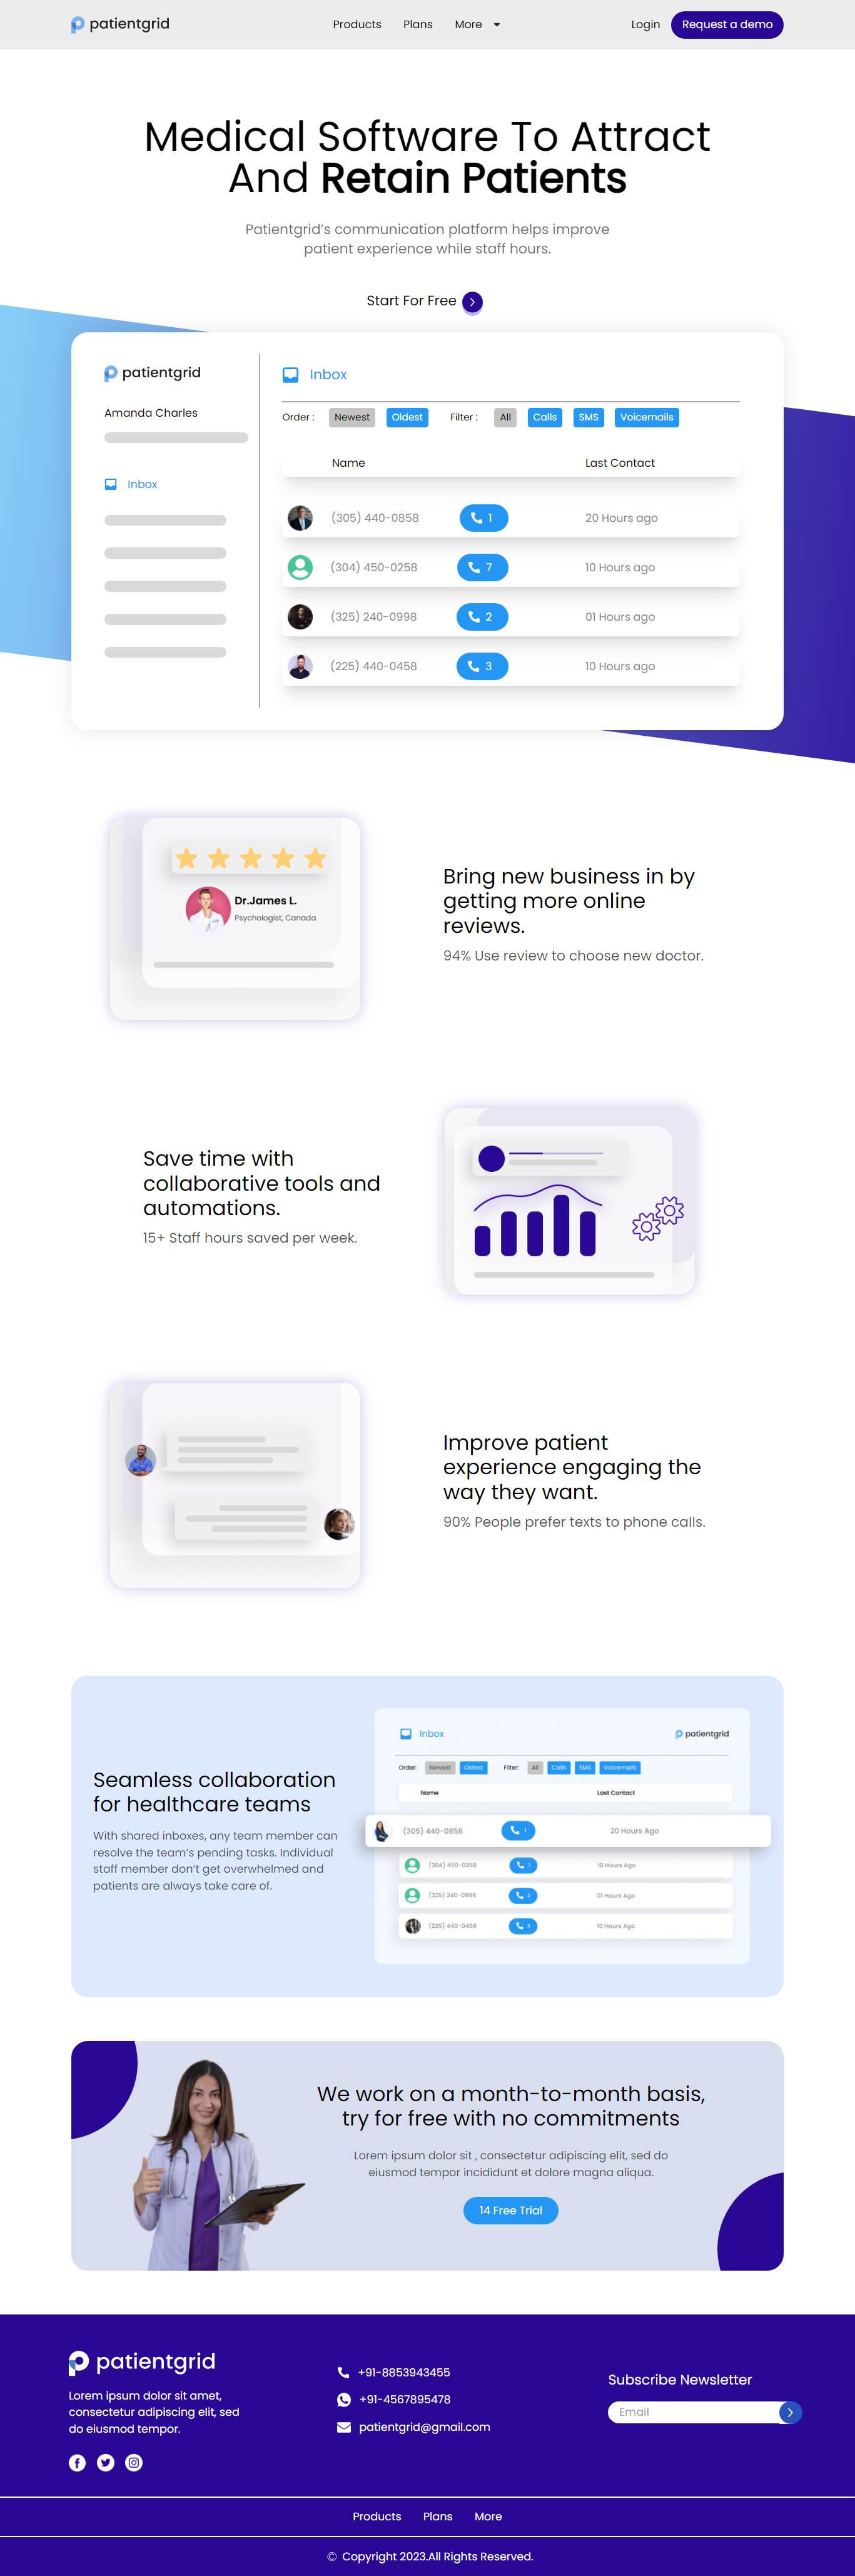 patientgrid
Products Plans More
Login Request a demo
Medical Software To Attract
And Retain Patients
Patientgrid's communication platform helps improve
patient experience while staff hours.
Start For Free
patientgrid
Amanda Charles
Inbox
Inbox
Order : Newest Oldest Filter : All Calls SMS Voicemails
Name Last Contact
(305) 440-0858 1 20 Hours ago
(304) 450-0258 7 10 Hours ago
(325) 240-0998 2 01 Hours ago
(225) 440-0458 3 10 Hours ago
Dr.James L.
Psychologist, Canada
Bring new business in by
getting more online
reviews.
94% Use review to choose new doctor.
Save time with
collaborative tools and
automations.
15+ Staff hours saved per week.
Improve patient
experience engaging the
way they want.
90% People prefer texts to phone calls.
Seamless collaboration
for healthcare teams
With shared inboxes, any team member can
resolve the team's pending tasks. Individual
staff member don't get overwhelmed and
patients are always take care of.
Inbox patientgrid
Order: Newest Oldest Filter: All Calls SMS Voicemails
Name Last Contact
(305) 440-0858 1 20 Hours Ago
(304) 450-0258 7 10 Hours Ago
(325) 240-0998 2 01 Hours Ago
(225) 440-0458 3 10 Hours Ago
We work on a month-to-month basis,
try for free with no commitments
Lorem ipsum dolor sit , consectetur adipiscing elit, sed do
eiusmod tempor incididunt et dolore magna aliqua.
14 Free Trial
patientgrid
Lorem ipsum dolor sit amet,
consectetur adipiscing elit, sed
do eiusmod tempor.
+91-8853943455
+91-4567895478
patientgrid@gmail.com
Subscribe Newsletter
Email
Products Plans More
© Copyright 2023.All Rights Reserved.